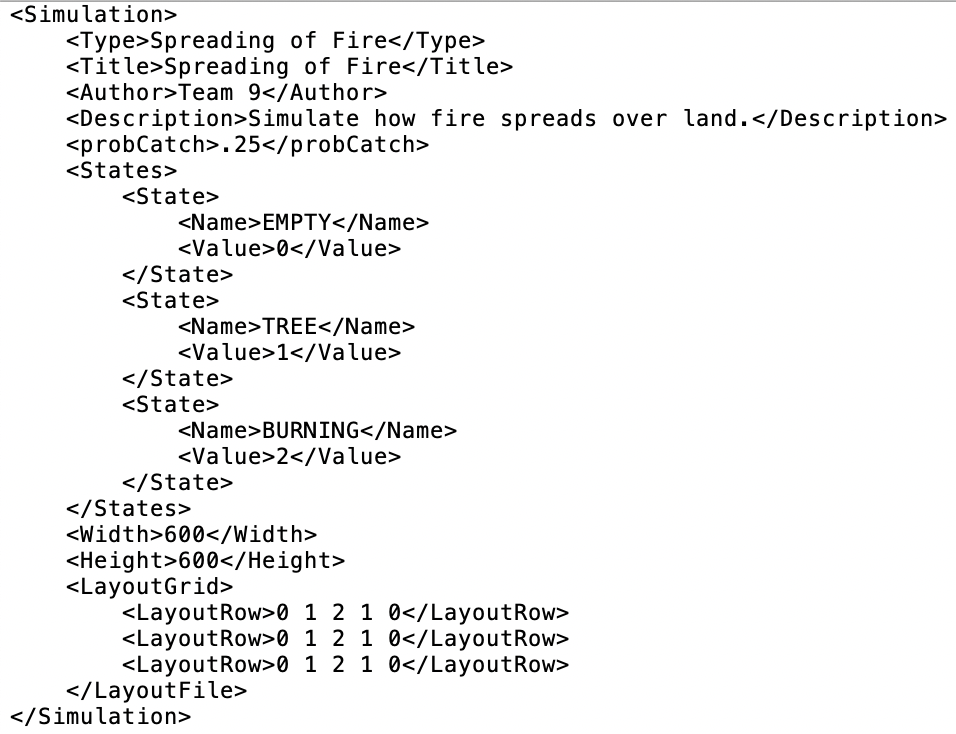 <Simulation>
    <Type>Spreading of Fire</Type>
    <Title>Spreading of Fire</Title>
    <Author>Team 9</Author>
    <Description>Simulate how fire spreads over land.</Description>
    <probCatch>.25</probCatch>
    <States>
        <State>
            <Name>EMPTY</Name>
            <Value>0</Value>
        </State>
        <State>
            <Name>TREE</Name>
            <Value>1</Value>
        </State>
        <State>
            <Name>BURNING</Name>
            <Value>2</Value>
        </State>
    </States>
    <Width>600</Width>
    <Height>600</Height>
    <LayoutGrid>
        <LayoutRow>0 1 2 1 0</LayoutRow>
        <LayoutRow>0 1 2 1 0</LayoutRow>
        <LayoutRow>0 1 2 1 0</LayoutRow>
    </LayoutFile>
</Simulation>